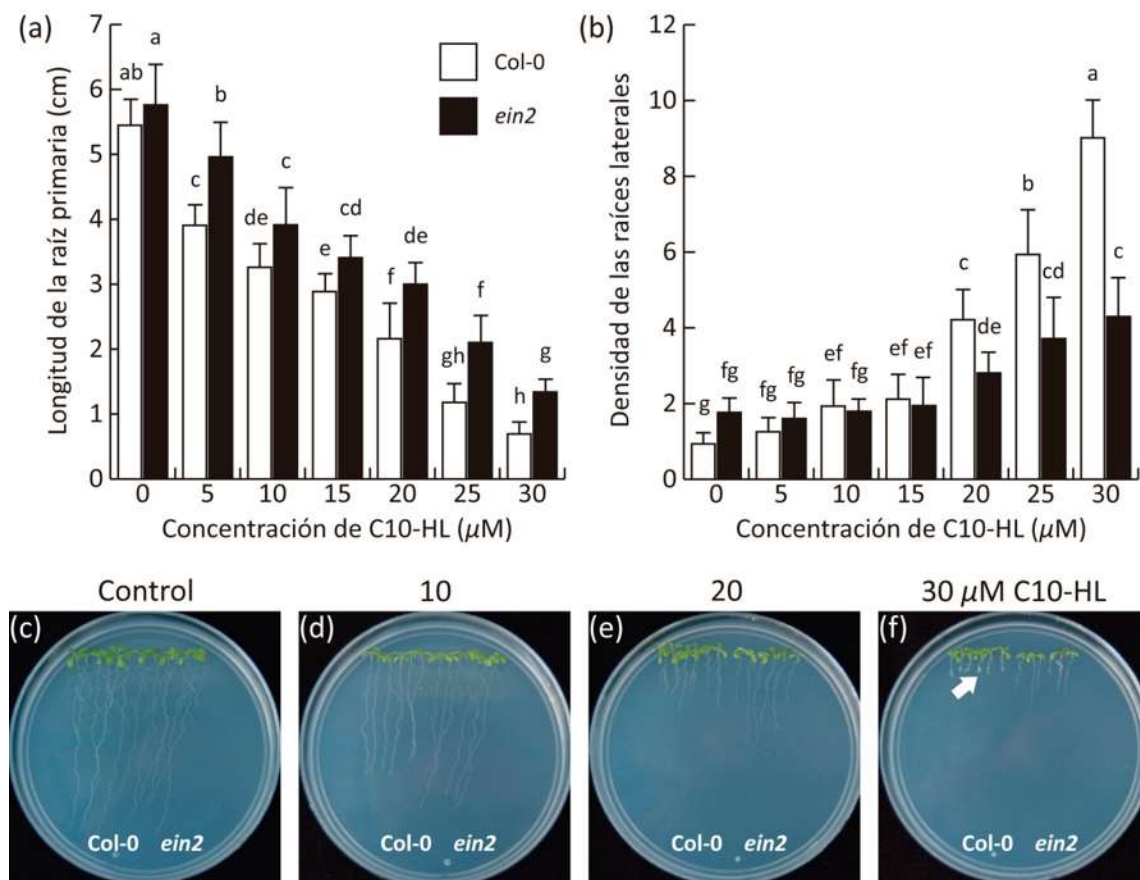 (a)
Longitud de la raíz primaria (cm)
7
6
5
4
3
2
1
0
ab a
c b
de c
e cd
f de
gh f
h g
Col-0
ein2
0 5 10 15 20 25 30
Concentración de C10-HL (μM)
(b)
Densidad de las raíces laterales
12
10
8
6
4
2
0
g fg
fg fg
ef fg
ef ef
c de
b cd
a c
0 5 10 15 20 25 30
Concentración de C10-HL (μM)
Control 10 20 30 μM C10-HL
(c) (d) (e) (f)
Col-0 ein2 Col-0 ein2 Col-0 ein2 Col-0 ein2